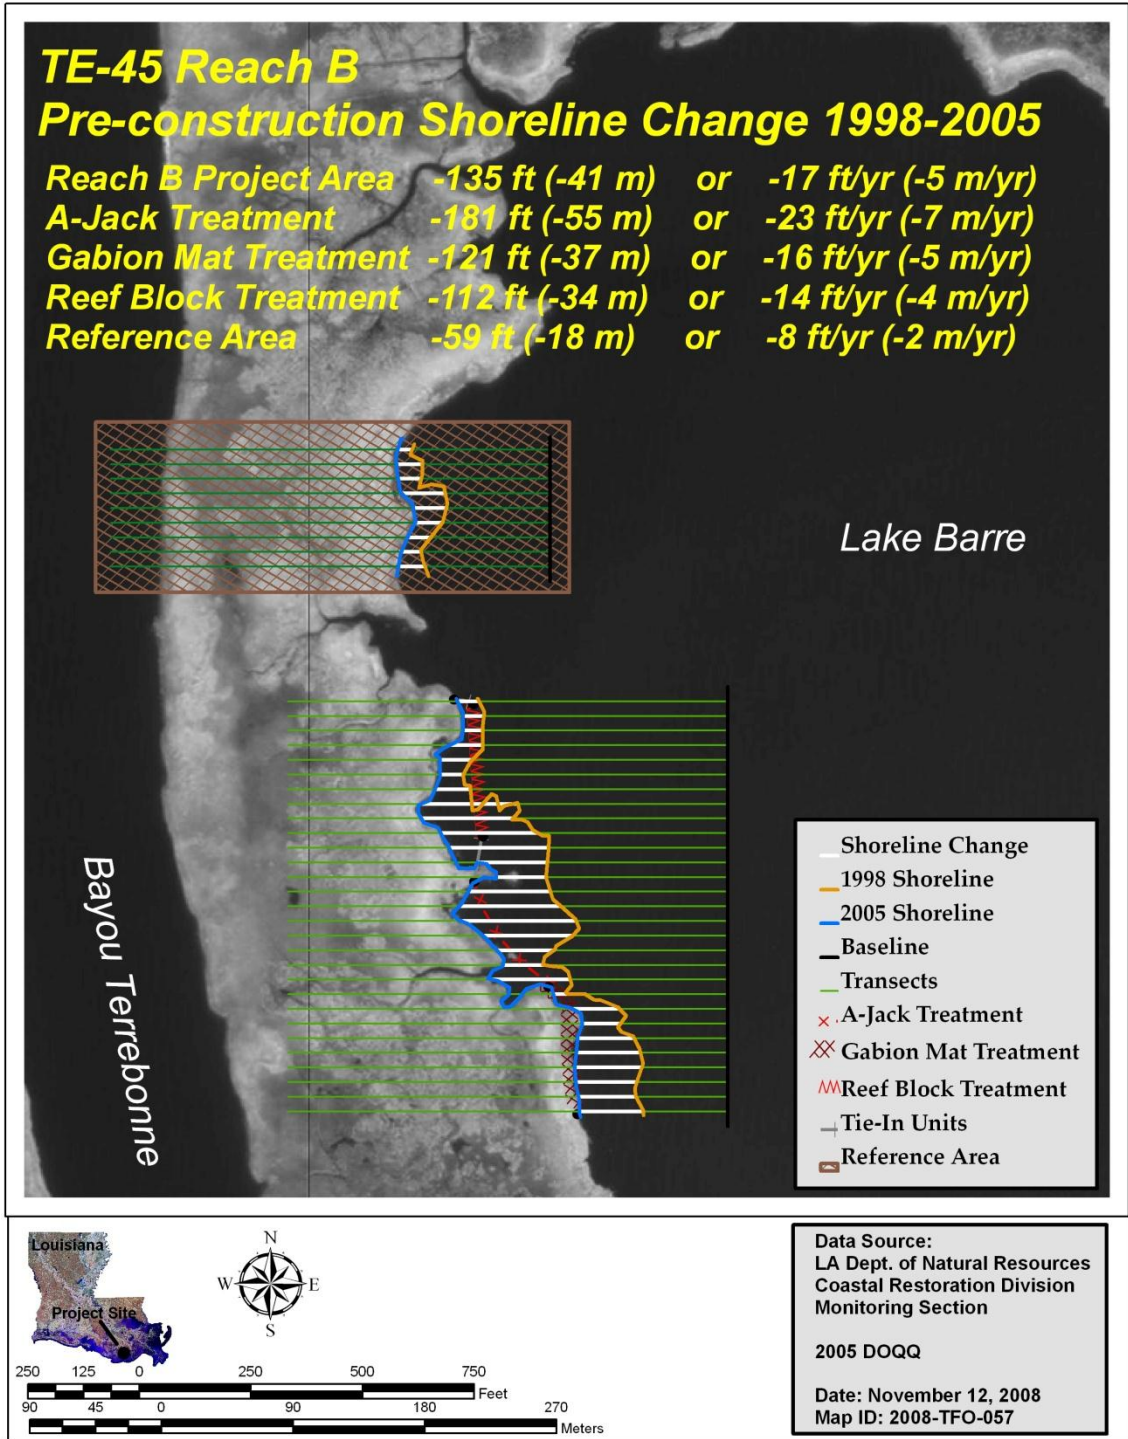 TE-45 Reach B
Pre-construction Shoreline Change 1998-2005
Reach B Project Area -135 ft (-41 m) or -17 ft/yr (-5 m/yr)
A-Jack Treatment -181 ft (-55 m) or -23 ft/yr (-7 m/yr)
Gabion Mat Treatment -121 ft (-37 m) or -16 ft/yr (-5 m/yr)
Reef Block Treatment -112 ft (-34 m) or -14 ft/yr (-4 m/yr)
Reference Area -59 ft (-18 m) or -8 ft/yr (-2 m/yr)
Lake Barre
Bayou Terrebonne
Shoreline Change
1998 Shoreline
2005 Shoreline
Baseline
Transects
A-Jack Treatment
Gabion Mat Treatment
Reef Block Treatment
Tie-In Units
Reference Area
Louisiana
Project Site
N
W E
S
250 125 0 250 500 750
Feet
90 45 0 90 180 270
Meters
Data Source:
LA Dept. of Natural Resources
Coastal Restoration Division
Monitoring Section
2005 DOQQ
Date: November 12, 2008
Map ID: 2008-TFO-057